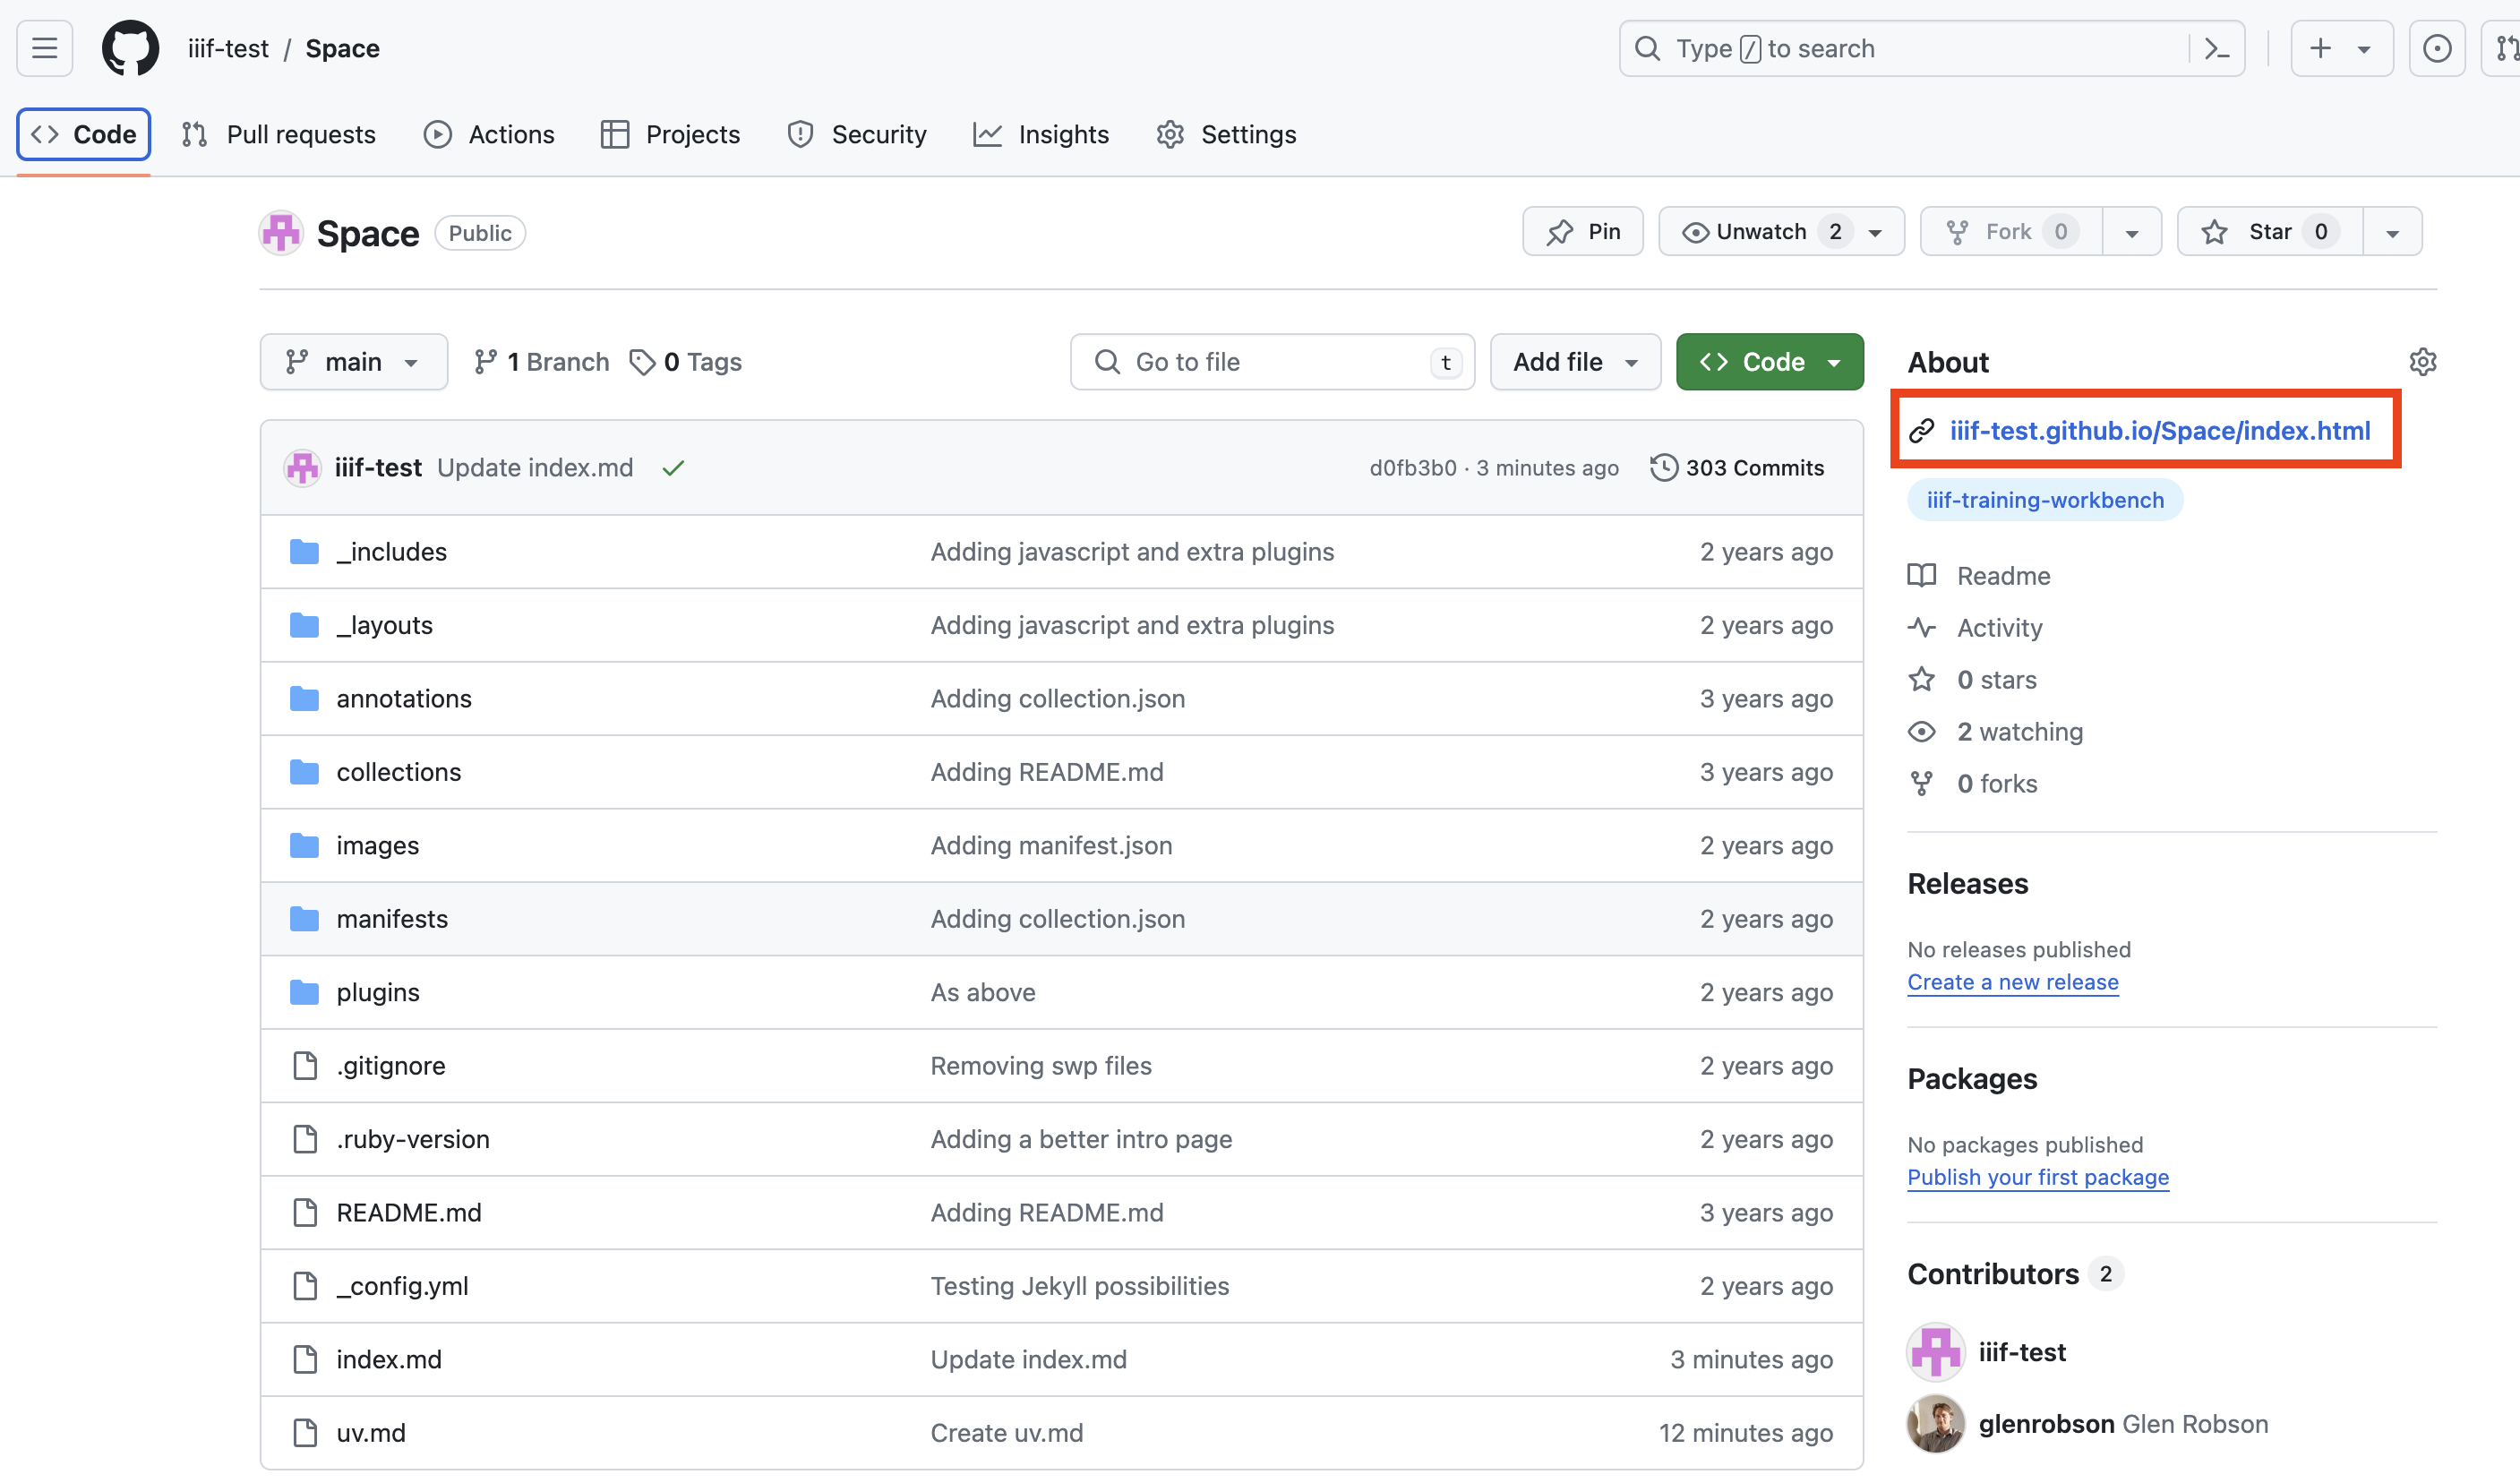 iiif-test / Space
Type / to search
Code Pull requests Actions Projects Security Insights Settings
Space Public
Pin Unwatch 2 Fork 0 Star 0
main 1 Branch 0 Tags Go to file t Add file Code
iiif-test Update index.md d0fb3b0 · 3 minutes ago 303 Commits
_includes Adding javascript and extra plugins 2 years ago
_layouts Adding javascript and extra plugins 2 years ago
annotations Adding collection.json 3 years ago
collections Adding README.md 3 years ago
images Adding manifest.json 2 years ago
manifests Adding collection.json 2 years ago
plugins As above 2 years ago
.gitignore Removing swp files 2 years ago
.ruby-version Adding a better intro page 2 years ago
README.md Adding README.md 3 years ago
_config.yml Testing Jekyll possibilities 2 years ago
index.md Update index.md 3 minutes ago
uv.md Create uv.md 12 minutes ago
About
iiif-test.github.io/Space/index.html
iiif-training-workbench
Readme
Activity
0 stars
2 watching
0 forks
Releases
No releases published
Create a new release
Packages
No packages published
Publish your first package
Contributors 2
iiif-test
glenrobson Glen Robson